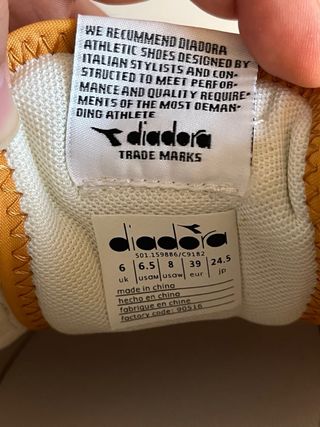 WE RECOMMEND DIADORA
ATHLETIC SHOES DESIGNED BY
ITALIAN STYLISTS AND CON-
STRUCTED TO MEET PERFOR-
MANCE AND QUALITY REQUIRE-
MENTS OF THE MOST DEMAN-
DING ATHLETE
diadora
TRADE MARKS
diadora
501.159886/C9182
6 6.5 8 39 24.5
uk usam usaw eur jp
made in china
hecho en china
fabrique en chine
factory code: 90516